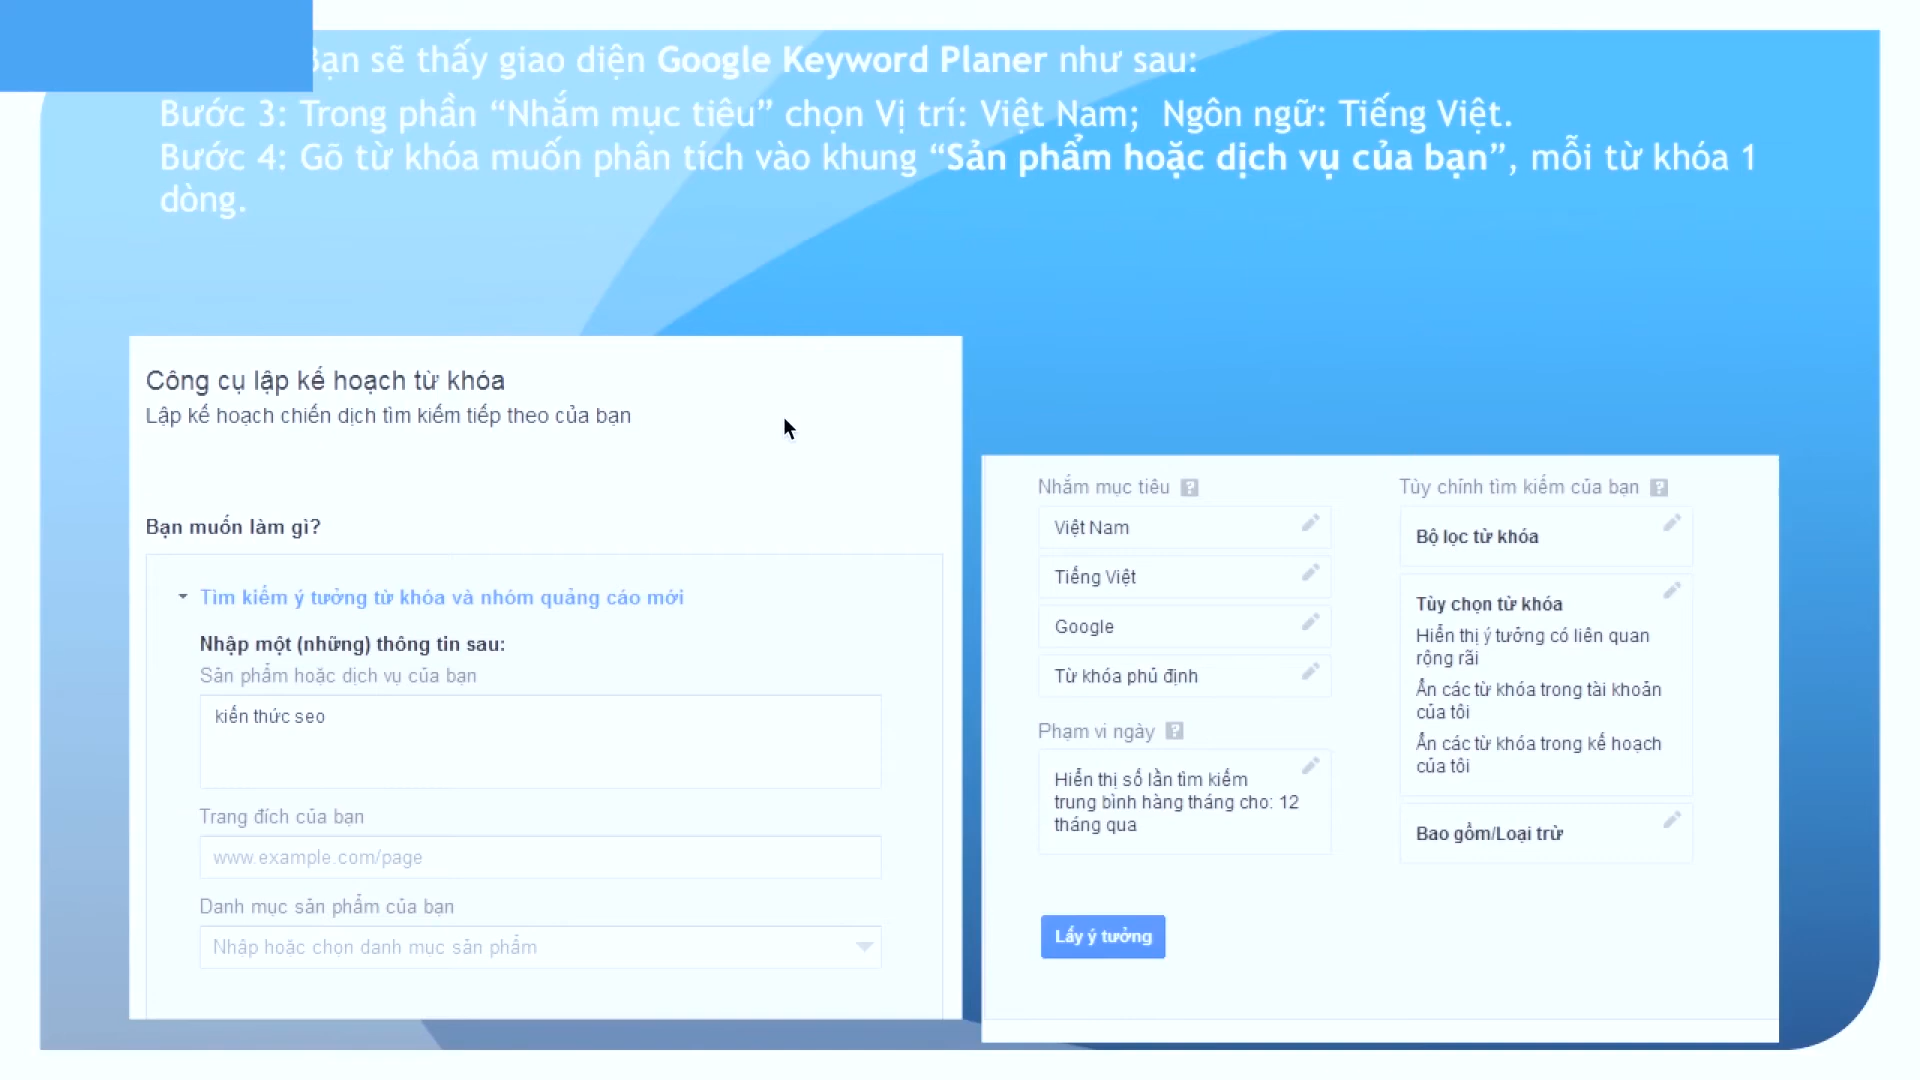 Bạn sẽ thấy giao diện Google Keyword Planer như sau:
Bước 3: Trong phần “Nhắm mục tiêu” chọn Vị trí: Việt Nam; Ngôn ngữ: Tiếng Việt.
Bước 4: Gõ từ khóa muốn phân tích vào khung “Sản phẩm hoặc dịch vụ của bạn”, mỗi từ khóa 1
dòng.
Công cụ lập kế hoạch từ khóa
Lập kế hoạch chiến dịch tìm kiếm tiếp theo của bạn
Bạn muốn làm gì?
Tìm kiếm ý tưởng từ khóa và nhóm quảng cáo mới
Nhập một (những) thông tin sau:
Sản phẩm hoặc dịch vụ của bạn
kiến thức seo
Trang đích của bạn
www.example.com/page
Danh mục sản phẩm của bạn
Nhập hoặc chọn danh mục sản phẩm
Nhắm mục tiêu ?
Việt Nam
Tiếng Việt
Google
Từ khóa phủ định
Phạm vi ngày ?
Hiển thị số lần tìm kiếm
trung bình hàng tháng cho: 12
tháng qua
Lấy ý tưởng
Tùy chỉnh tìm kiếm của bạn ?
Bộ lọc từ khóa
Tùy chọn từ khóa
Hiển thị ý tưởng có liên quan
rộng rãi
Ẩn các từ khóa trong tài khoản
của tôi
Ẩn các từ khóa trong kế hoạch
của tôi
Bao gồm/Loại trừ